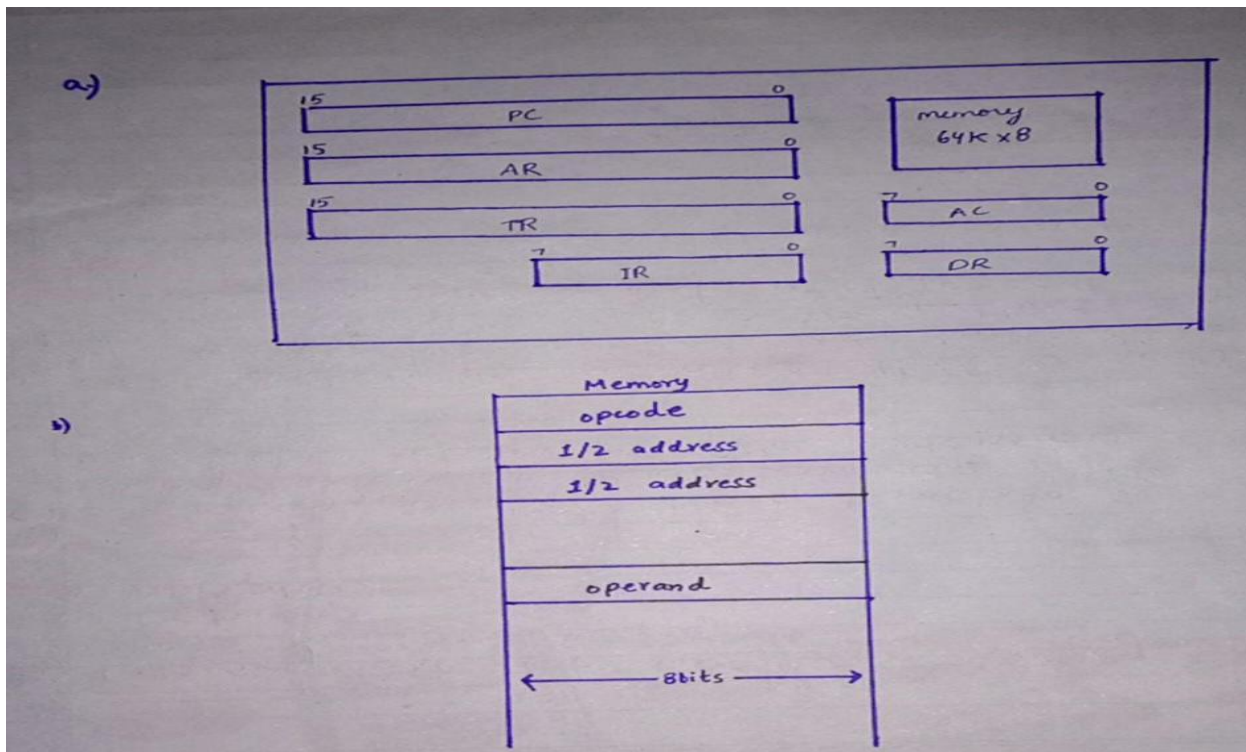 a.)
15 0
PC
memory
64K x 8
15 0
AR
15 0
TR
7 0
AC
7 0
IR
7 0
DR
b)
Memory
opcode
1/2 address
1/2 address
operand
8bits